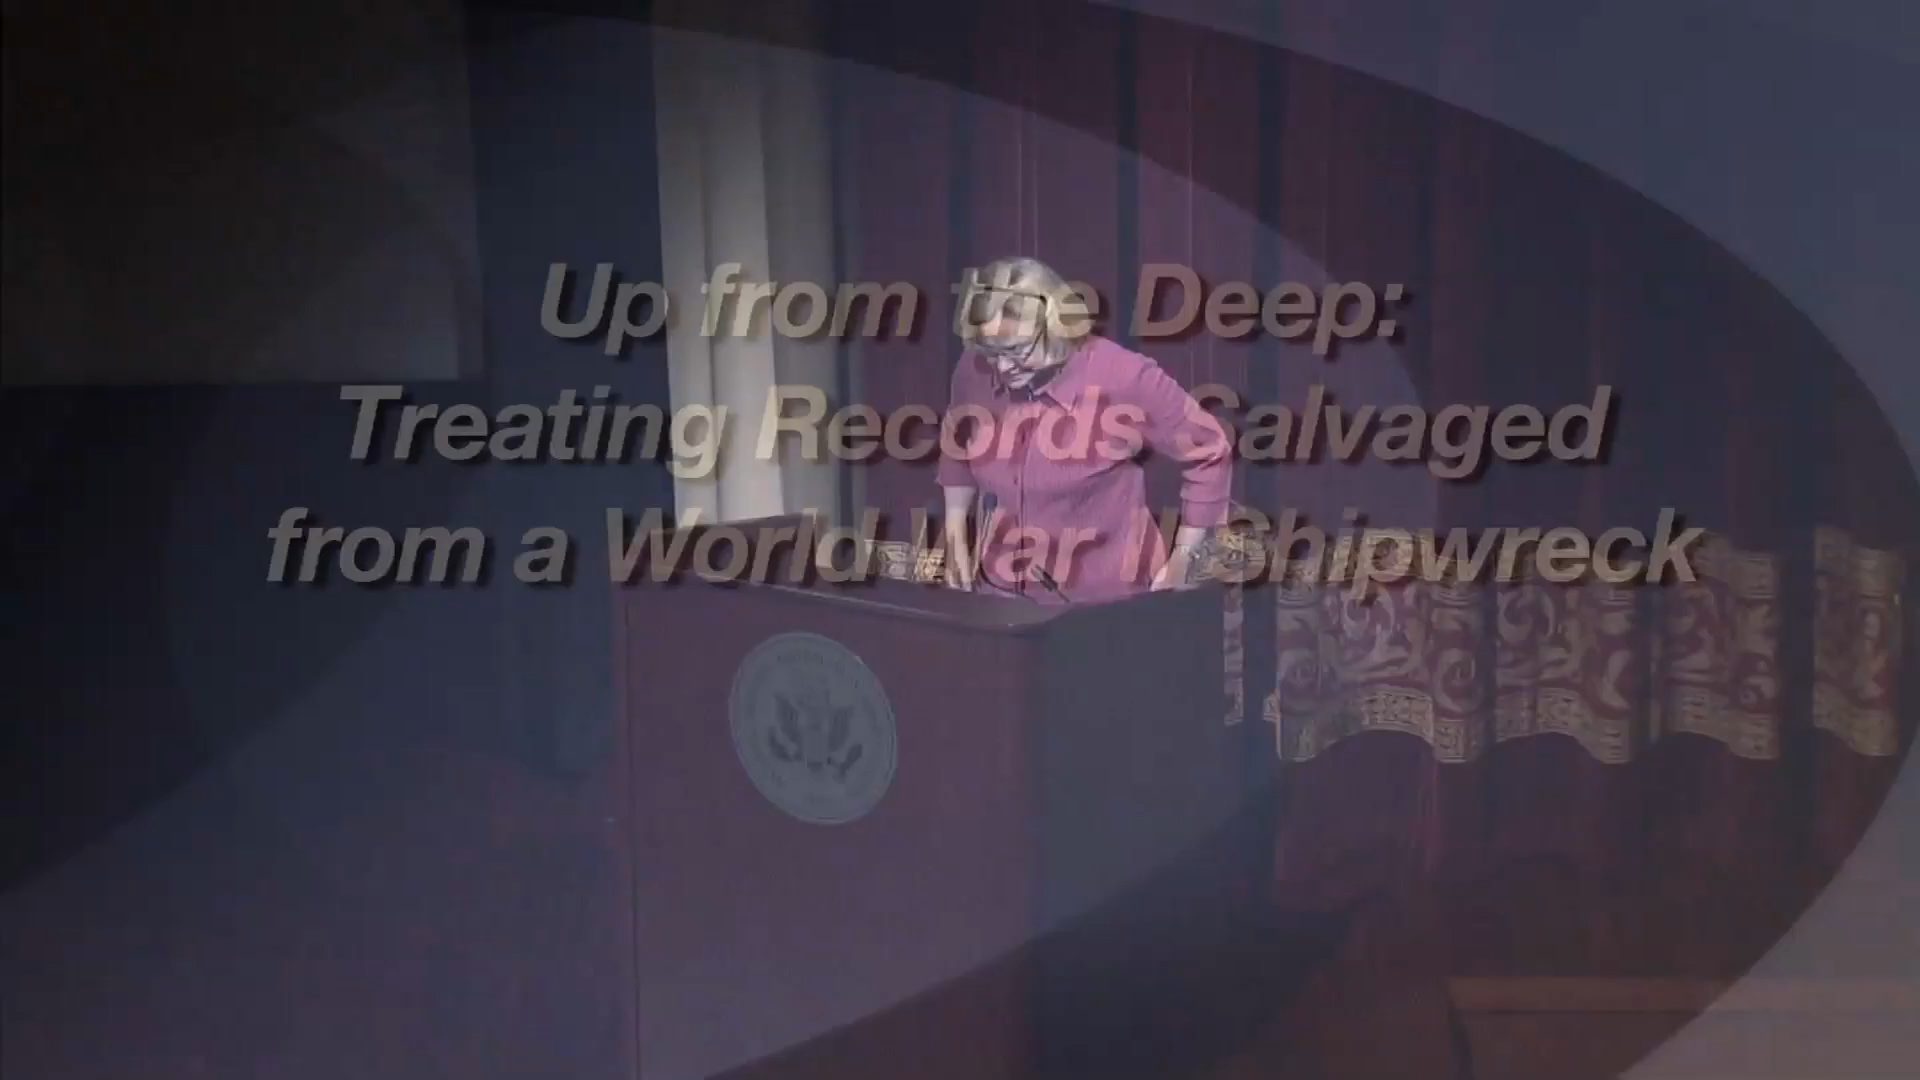 Up from the Deep:
Treating Records Salvaged
from a World War II Shipwreck